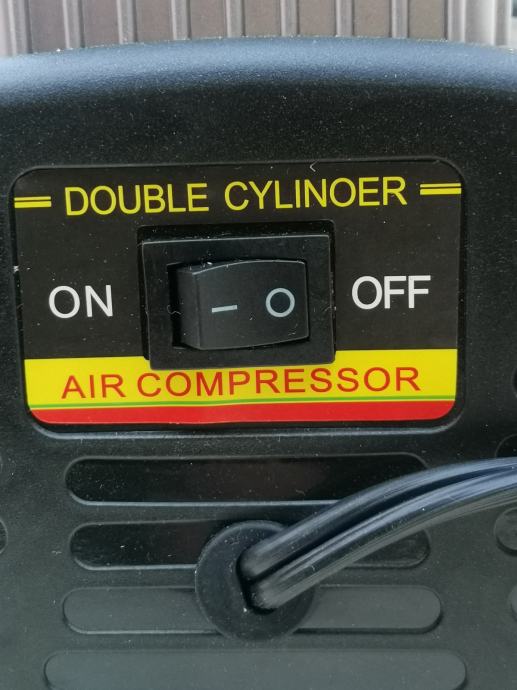 DOUBLE CYLINOER
ON — O OFF
AIR COMPRESSOR